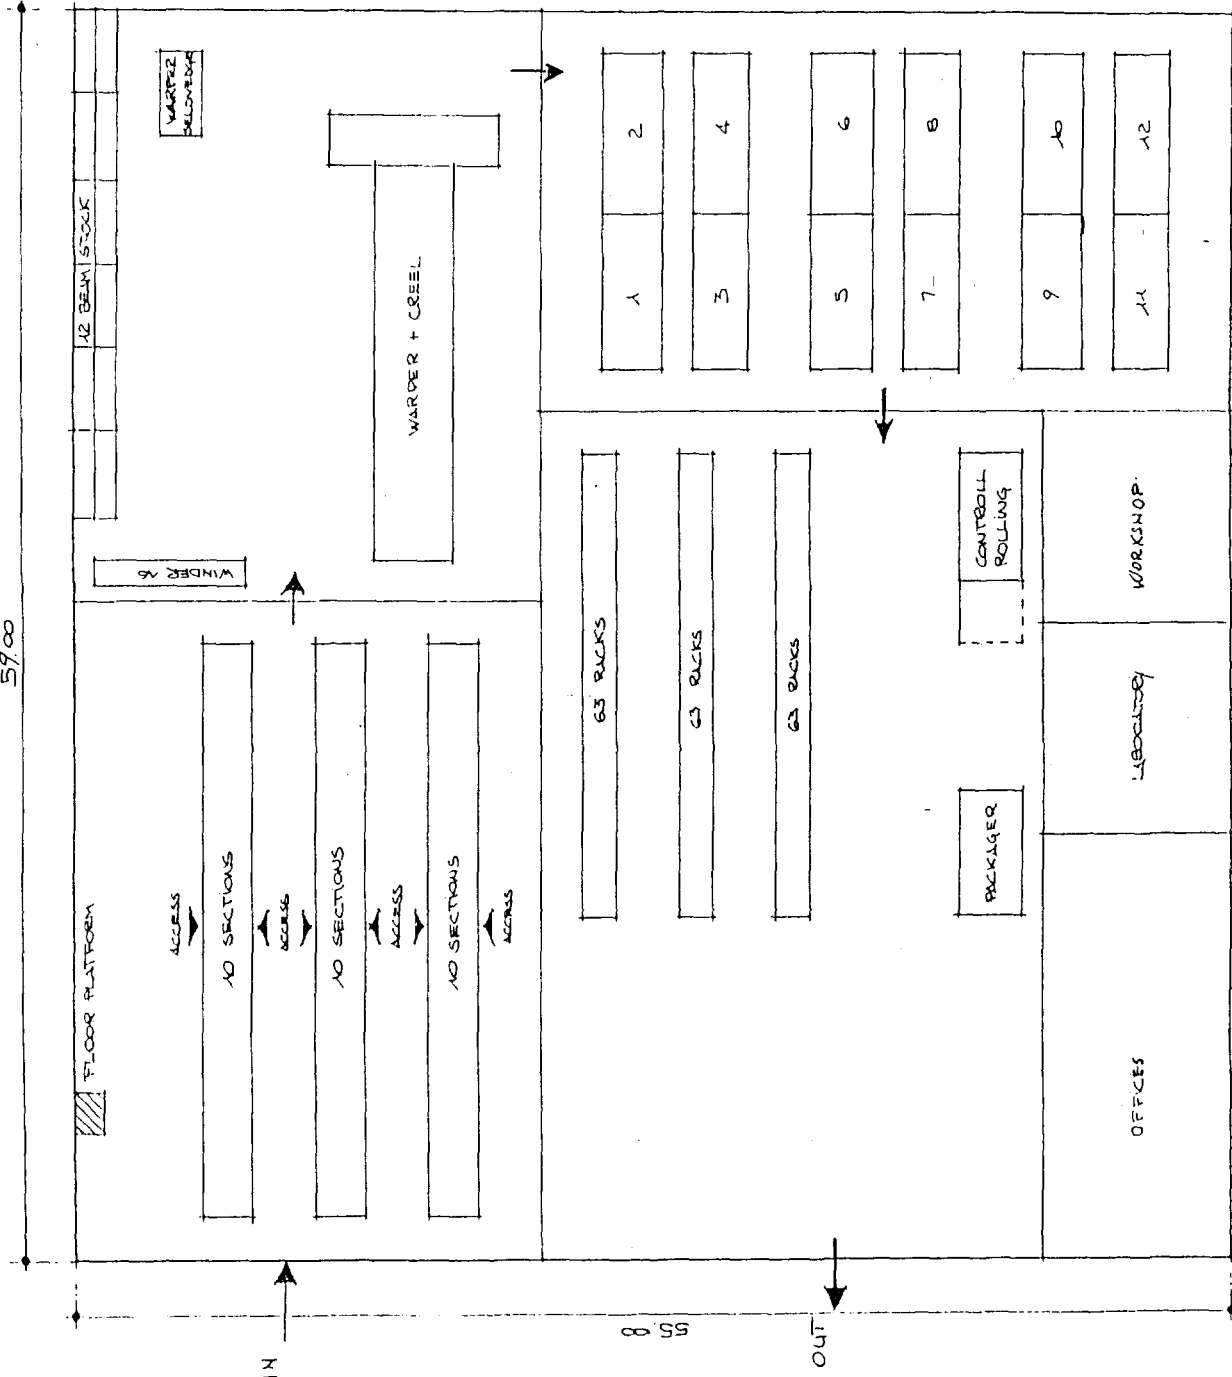 59.00
FLOOR PLATFORM
12 BEAM STOCK
WINDER 16
WARPER + CREEL
ACCESS
10 SECTIONS
ACCESS
10 SECTIONS
ACCESS
10 SECTIONS
ACCESS
IN
2
4
6
8
10
12
1
3
5
7
9
11
63 RACKS
63 RACKS
63 RACKS
CONTROLL
ROLLING
PACKAGER
WORKSHOP.
LABORATORY
OFFICES
55.00
OUT